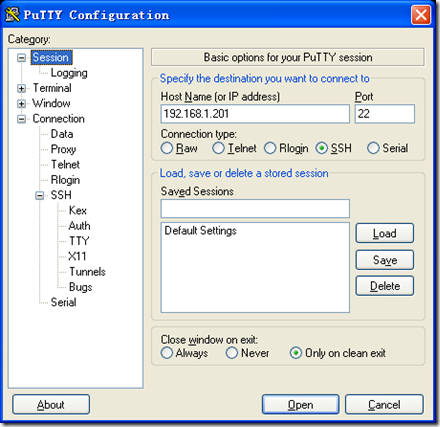 PuTTY Configuration
Category:
Session
Logging
Terminal
Window
Connection
Data
Proxy
Telnet
Rlogin
SSH
Kex
Auth
TTY
X11
Tunnels
Bugs
Serial
Basic options for your PuTTY session
Specify the destination you want to connect to
Host Name (or IP address) Port
192.168.1.201 22
Connection type:
Raw Telnet Rlogin SSH Serial
Load, save or delete a stored session
Saved Sessions
Default Settings
Load
Save
Delete
Close window on exit:
Always Never Only on clean exit
About Open Cancel